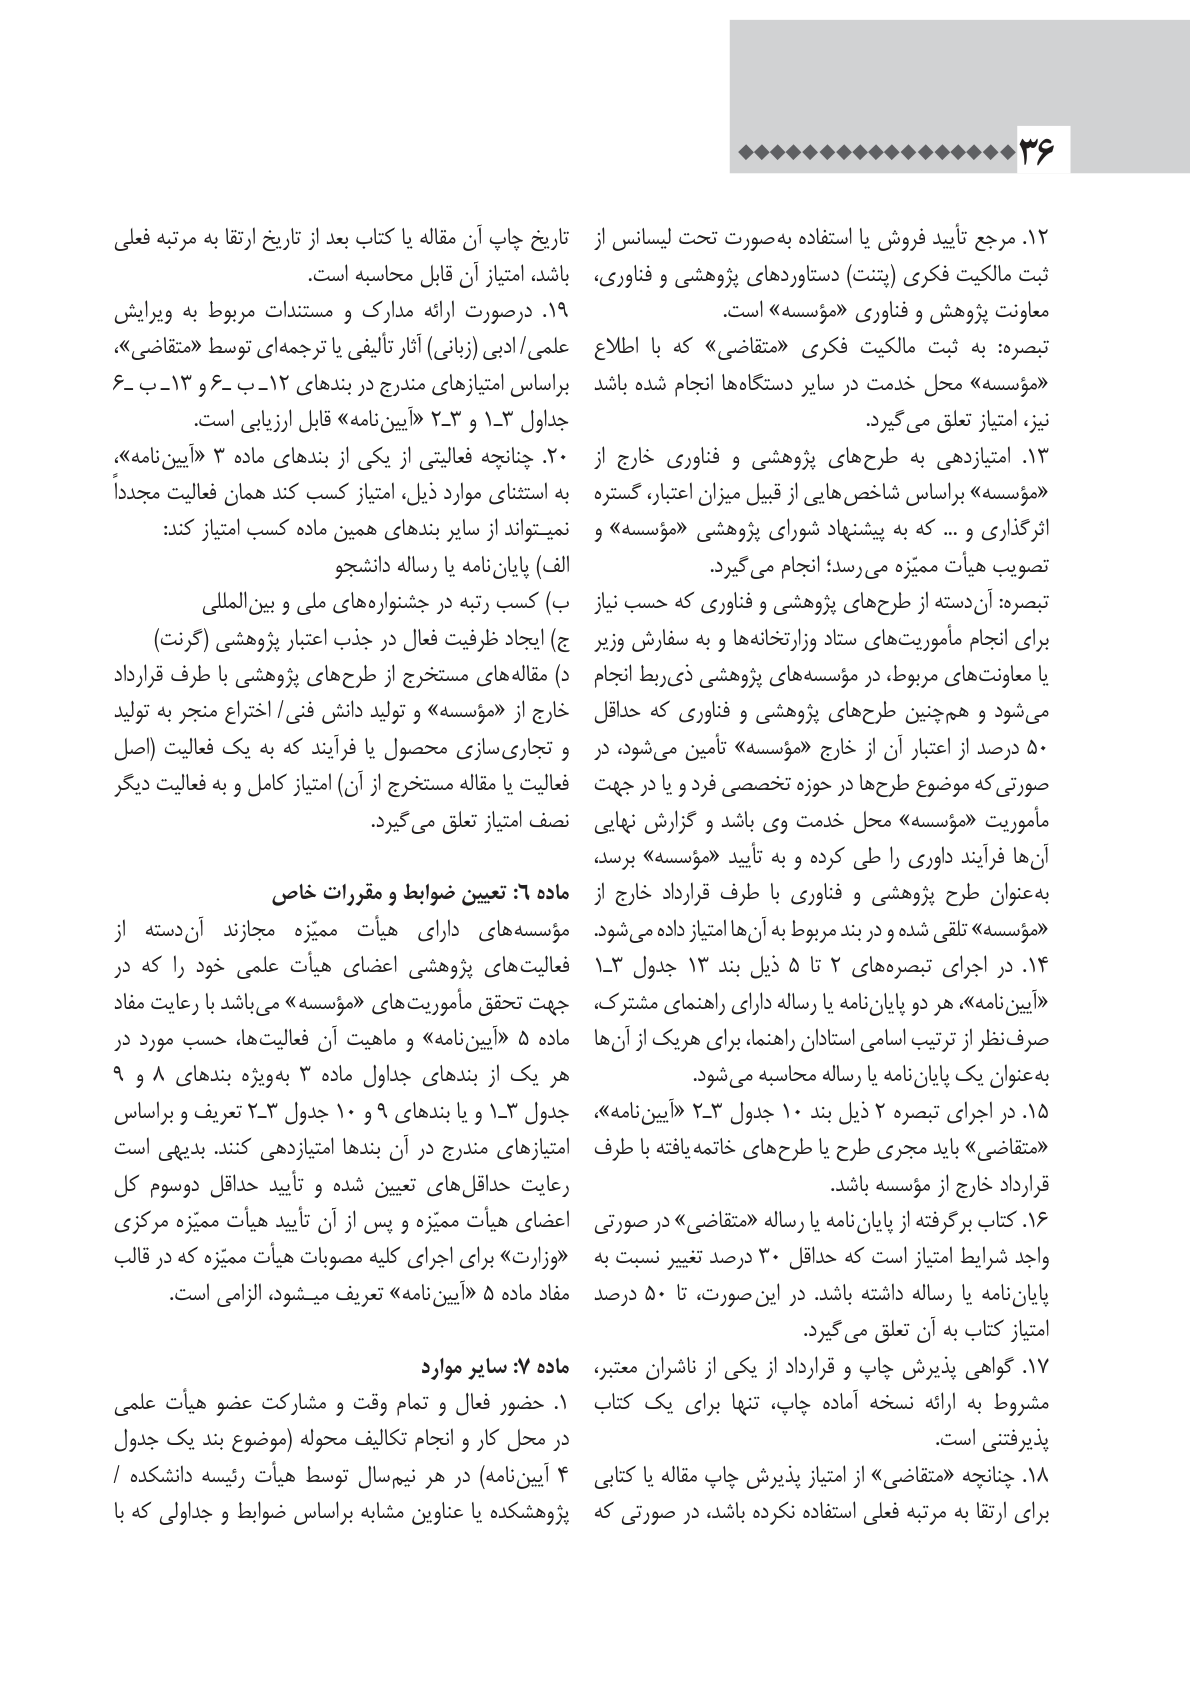 ۳۶
۱۲. مرجع تأیید فروش یا استفاده به‌صورت تحت لیسانس از
ثبت مالکیت فکری (پتنت) دستاوردهای پژوهشی و فناوری،
معاونت پژوهش و فناوری «مؤسسه» است.
تبصره: به ثبت مالکیت فکری «متقاضی» که با اطلاع
«مؤسسه» محل خدمت در سایر دستگاه‌ها انجام شده باشد
نیز، امتیاز تعلق می‌گیرد.
۱۳. امتیازدهی به طرح‌های پژوهشی و فناوری خارج از
«مؤسسه» براساس شاخص‌هایی از قبیل میزان اعتبار، گستره
اثرگذاری و ... که به پیشنهاد شورای پژوهشی «مؤسسه» و
تصویب هیأت ممیّزه می‌رسد؛ انجام می‌گیرد.
تبصره: آن‌دسته از طرح‌های پژوهشی و فناوری که حسب نیاز
برای انجام مأموریت‌های ستاد وزارتخانه‌ها و به سفارش وزیر
یا معاونت‌های مربوط، در مؤسسه‌های پژوهشی ذی‌ربط انجام
می‌شود و هم‌چنین طرح‌های پژوهشی و فناوری که حداقل
۵۰ درصد از اعتبار آن از خارج «مؤسسه» تأمین می‌شود، در
صورتی‌که موضوع طرح‌ها در حوزه تخصصی فرد و یا در جهت
مأموریت «مؤسسه» محل خدمت وی باشد و گزارش نهایی
آن‌ها فرآیند داوری را طی کرده و به تأیید «مؤسسه» برسد،
به‌عنوان طرح پژوهشی و فناوری با طرف قرارداد خارج از
«مؤسسه» تلقی شده و در بند مربوط به آن‌ها امتیاز داده می‌شود.
۱۴. در اجرای تبصره‌های ۲ تا ۵ ذیل بند ۱۳ جدول ۳ـ۱
«آیین‌نامه»، هر دو پایان‌نامه یا رساله دارای راهنمای مشترک،
صرف‌نظر از ترتیب اسامی استادان راهنما، برای هریک از آن‌ها
به‌عنوان یک پایان‌نامه یا رساله محاسبه می‌شود.
۱۵. در اجرای تبصره ۲ ذیل بند ۱۰ جدول ۳ـ۲ «آیین‌نامه»،
«متقاضی» باید مجری طرح یا طرح‌های خاتمه‌یافته با طرف
قرارداد خارج از مؤسسه باشد.
۱۶. کتاب برگرفته از پایان‌نامه یا رساله «متقاضی» در صورتی
واجد شرایط امتیاز است که حداقل ۳۰ درصد تغییر نسبت به
پایان‌نامه یا رساله داشته باشد. در این‌صورت، تا ۵۰ درصد
امتیاز کتاب به آن تعلق می‌گیرد.
۱۷. گواهی پذیرش چاپ و قرارداد از یکی از ناشران معتبر،
مشروط به ارائه نسخه آماده چاپ، تنها برای یک کتاب
پذیرفتنی است.
۱۸. چنانچه «متقاضی» از امتیاز پذیرش چاپ مقاله یا کتابی
برای ارتقا به مرتبه فعلی استفاده نکرده باشد، در صورتی که
تاریخ چاپ آن مقاله یا کتاب بعد از تاریخ ارتقا به مرتبه فعلی
باشد، امتیاز آن قابل محاسبه است.
۱۹. درصورت ارائه مدارک و مستندات مربوط به ویرایش
علمی/ ادبی (زبانی) آثار تألیفی یا ترجمه‌ای توسط «متقاضی»،
براساس امتیازهای مندرج در بندهای ۱۲ـ ب ـ۶ و ۱۳ـ ب ـ۶
جداول ۳ـ۱ و ۳ـ۲ «آیین‌نامه» قابل ارزیابی است.
۲۰. چنانچه فعالیتی از یکی از بندهای ماده ۳ «آیین‌نامه»،
به استثنای موارد ذیل، امتیاز کسب کند همان فعالیت مجدداً
نمیـتواند از سایر بندهای همین ماده کسب امتیاز کند:
الف) پایان‌نامه یا رساله دانشجو
ب) کسب رتبه در جشنواره‌های ملی و بین‌المللی
ج) ایجاد ظرفیت فعال در جذب اعتبار پژوهشی (گرنت)
د) مقاله‌های مستخرج از طرح‌های پژوهشی با طرف قرارداد
خارج از «مؤسسه» و تولید دانش فنی/ اختراع منجر به تولید
و تجاری‌سازی محصول یا فرآیند که به یک فعالیت (اصل
فعالیت یا مقاله مستخرج از آن) امتیاز کامل و به فعالیت دیگر
نصف امتیاز تعلق می‌گیرد.
ماده ۶: تعیین ضوابط و مقررات خاص
مؤسسه‌های دارای هیأت ممیّزه مجازند آن‌دسته از
فعالیت‌های پژوهشی اعضای هیأت علمی خود را که در
جهت تحقق مأموریت‌های «مؤسسه» می‌باشد با رعایت مفاد
ماده ۵ «آیین‌نامه» و ماهیت آن فعالیت‌ها، حسب مورد در
هر یک از بندهای جداول ماده ۳ به‌ویژه بندهای ۸ و ۹
جدول ۳ـ۱ و یا بندهای ۹ و ۱۰ جدول ۳ـ۲ تعریف و براساس
امتیازهای مندرج در آن بندها امتیازدهی کنند. بدیهی است
رعایت حداقل‌های تعیین شده و تأیید حداقل دوسوم کل
اعضای هیأت ممیّزه و پس از آن تأیید هیأت ممیّزه مرکزی
«وزارت» برای اجرای کلیه مصوبات هیأت ممیّزه که در قالب
مفاد ماده ۵ «آیین‌نامه» تعریف میـشود، الزامی است.
ماده ۷: سایر موارد
۱. حضور فعال و تمام وقت و مشارکت عضو هیأت علمی
در محل کار و انجام تکالیف محوله (موضوع بند یک جدول
۴ آیین‌نامه) در هر نیم‌سال توسط هیأت رئیسه دانشکده /
پژوهشکده یا عناوین مشابه براساس ضوابط و جداولی که با